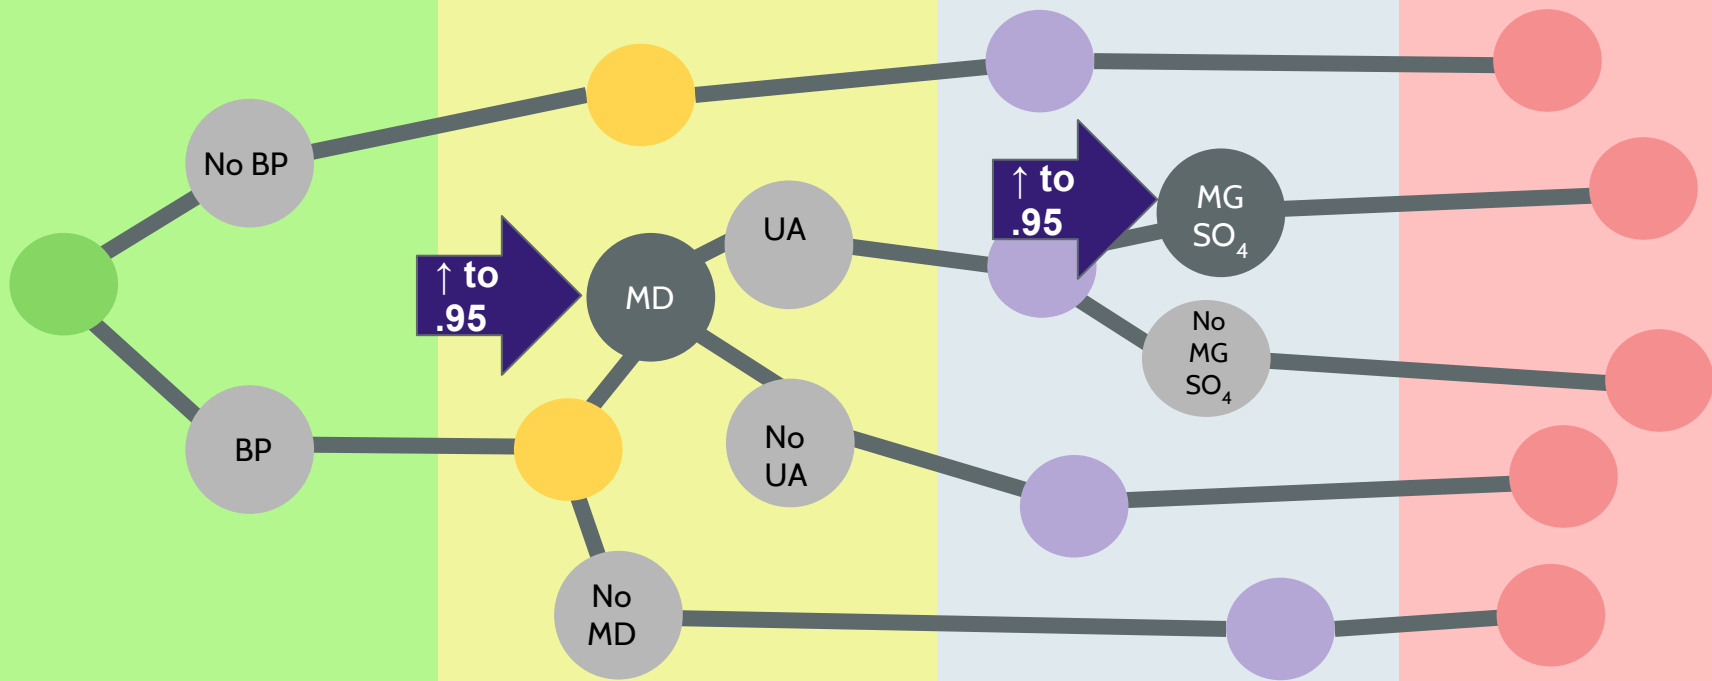 No BP
BP
↑ to
.95
MD
UA
No
UA
No
MD
↑ to
.95
MG
SO₄
No
MG
SO₄